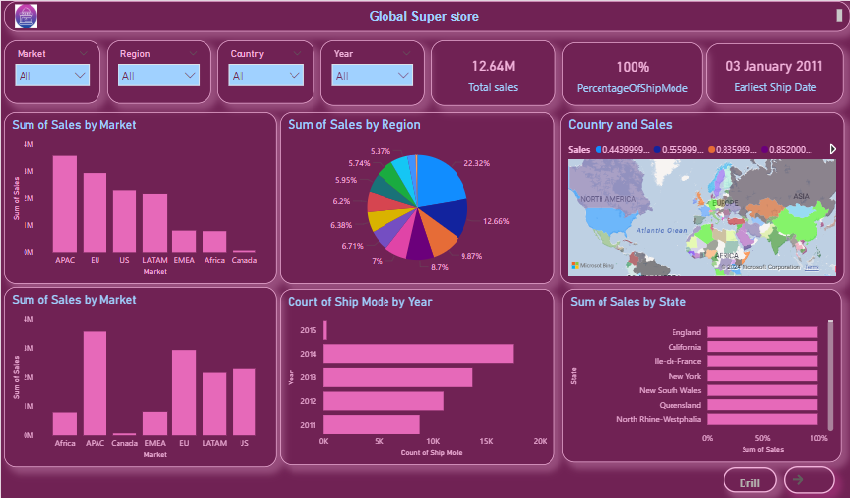 Global Super store
Market
All
Region
All
Country
All
Year
All
12.64M
Total sales
100%
PercentageOfShipMode
03 January 2011
Earliest Ship Date
Sum of Sales by Market
4M
3M
2M
1M
0M
Sum of Sales
APAC EU US LATAM EMEA Africa Canada
Market
Sum of Sales by Region
22.32%
12.66%
9.87%
8.7%
7%
6.71%
6.38%
6.2%
5.95%
5.74%
5.37%
Country and Sales
Sales 0.4439999... 0.555999... 0.835999... 0.852000...
NORTH AMERICA
EUROPE
ASIA
Atlantic Ocean
AFRICA
Microsoft Bing
© 2024 Microsoft Corporation Terms
Sum of Sales by Market
4M
3M
2M
1M
0M
Sum of Sales
Africa APAC Canada EMEA EU LATAM US
Market
Count of Ship Mode by Year
Year
2015
2014
2013
2012
2011
0K 5K 10K 15K 20K
Count of Ship Mode
Sum of Sales by State
State
England
California
Ile-de-France
New York
New South Wales
Queensland
North Rhine-Westphalia
0% 50% 100%
Sum of Sales
Drill